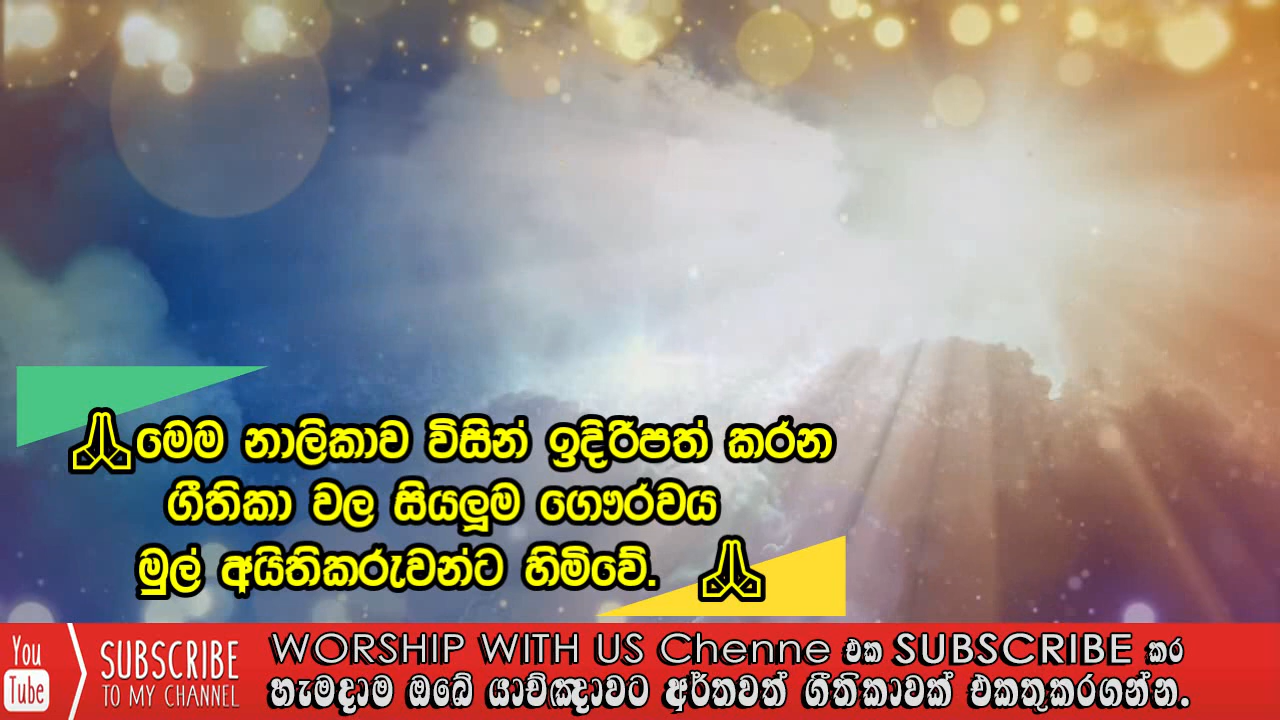 මෙම නාලිකාව විසින් ඉදිරිපත් කරන
ගීතිකා වල සියලූම ගෞරවය
මුල් අයිතිකරුවන්ට හිමිවේ.
You
Tube
SUBSCRIBE
TO MY CHANNEL
WORSHIP WITH US Chenne එක SUBSCRIBE කර
හැමදාම ඔබේ යාච්ඤාවට අර්තවත් ගීතිකාවක් එකතුකරගන්න.